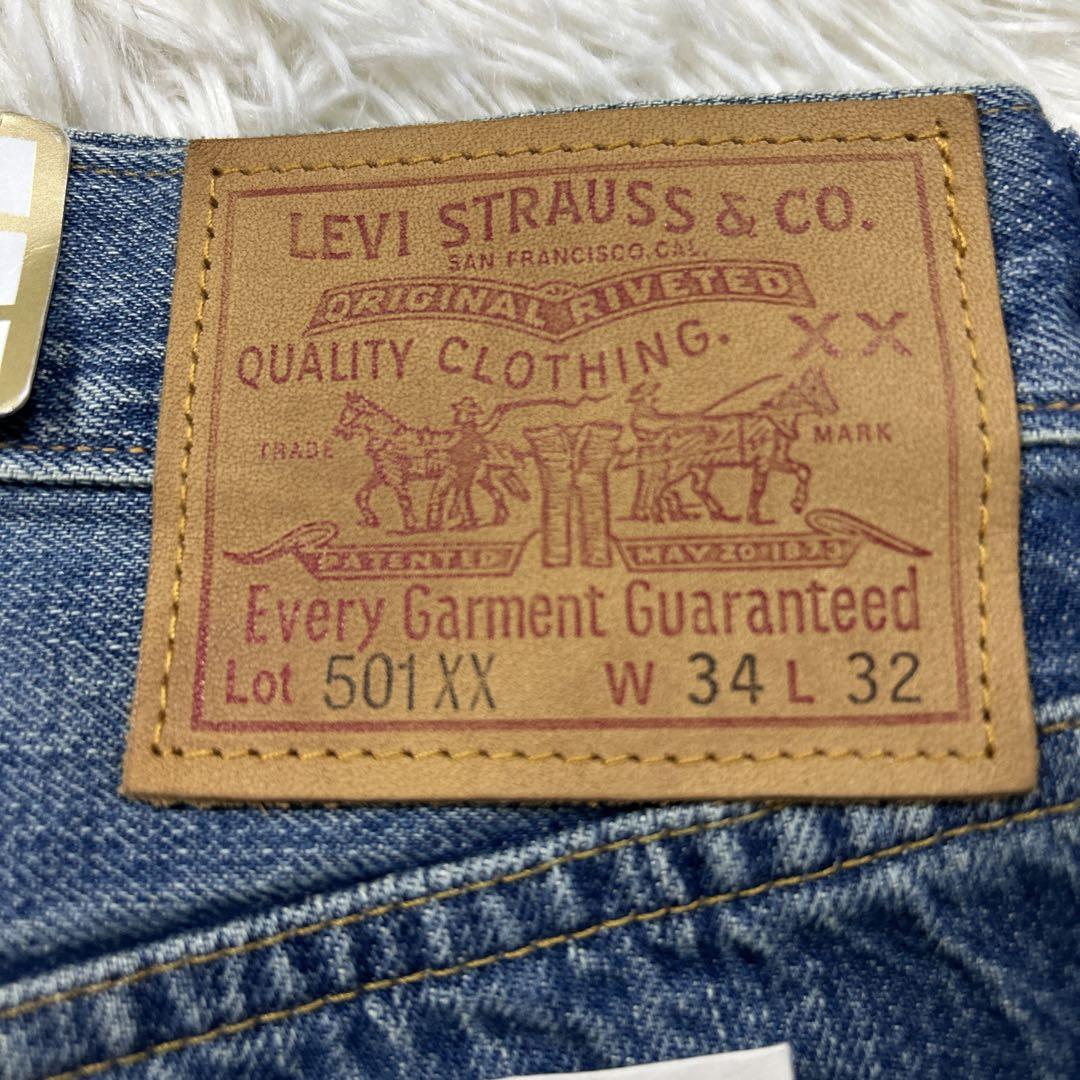 LEVI STRAUSS & CO.
SAN FRANCISCO, CAL.
ORIGINAL RIVETED
QUALITY CLOTHING. XX
TRADE MARK
PATENTED MAY 20 1873
Every Garment Guaranteed
Lot 501XX W 34 L 32